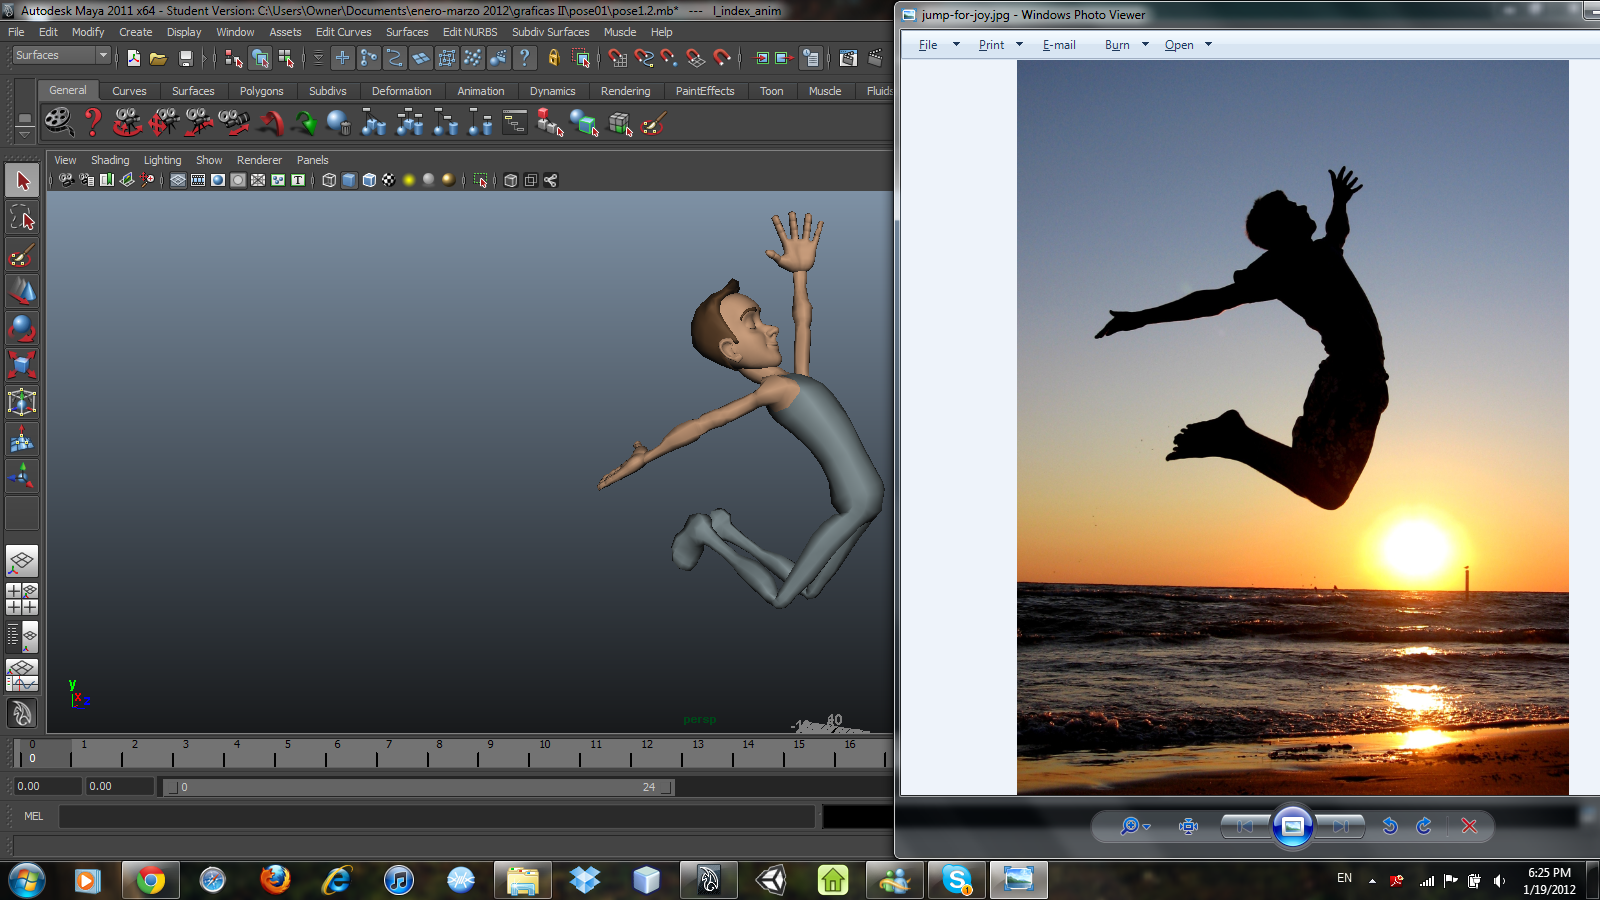 Autodesk Maya 2011 x64 - Student Version: C:\Users\Owner\Documents\enero-marzo 2012\graficas II\pose01\pose1.2.mb* --- l_index_anim
File Edit Modify Create Display Window Assets Edit Curves Surfaces Edit NURBS Subdiv Surfaces Muscle Help
Surfaces
General Curves Surfaces Polygons Subdivs Deformation Animation Dynamics Rendering PaintEffects Toon Muscle Fluids
View Shading Lighting Show Renderer Panels
y
x
z
persp
0 1 2 3 4 5 6 7 8 9 10 11 12 13 14 15 16
0
0.00 0.00 0 24
MEL
jump-for-joy.jpg - Windows Photo Viewer
File Print E-mail Burn Open
EN
6:25 PM
1/19/2012